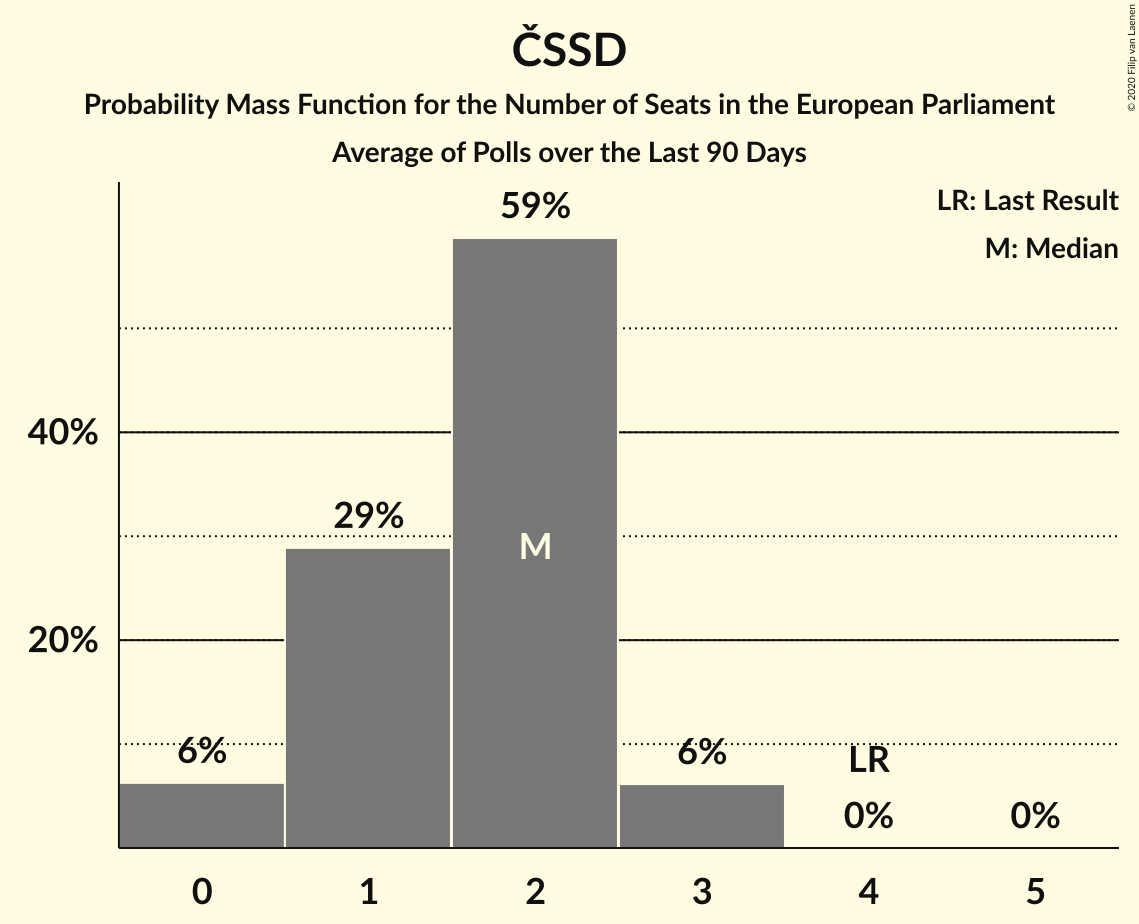 ČSSD
Probability Mass Function for the Number of Seats in the European Parliament
Average of Polls over the Last 90 Days
© 2020 Filip van Laenen
LR: Last Result
M: Median
59%
40%
29%
M
20%
6%
6%
LR
0%
0%
0 1 2 3 4 5